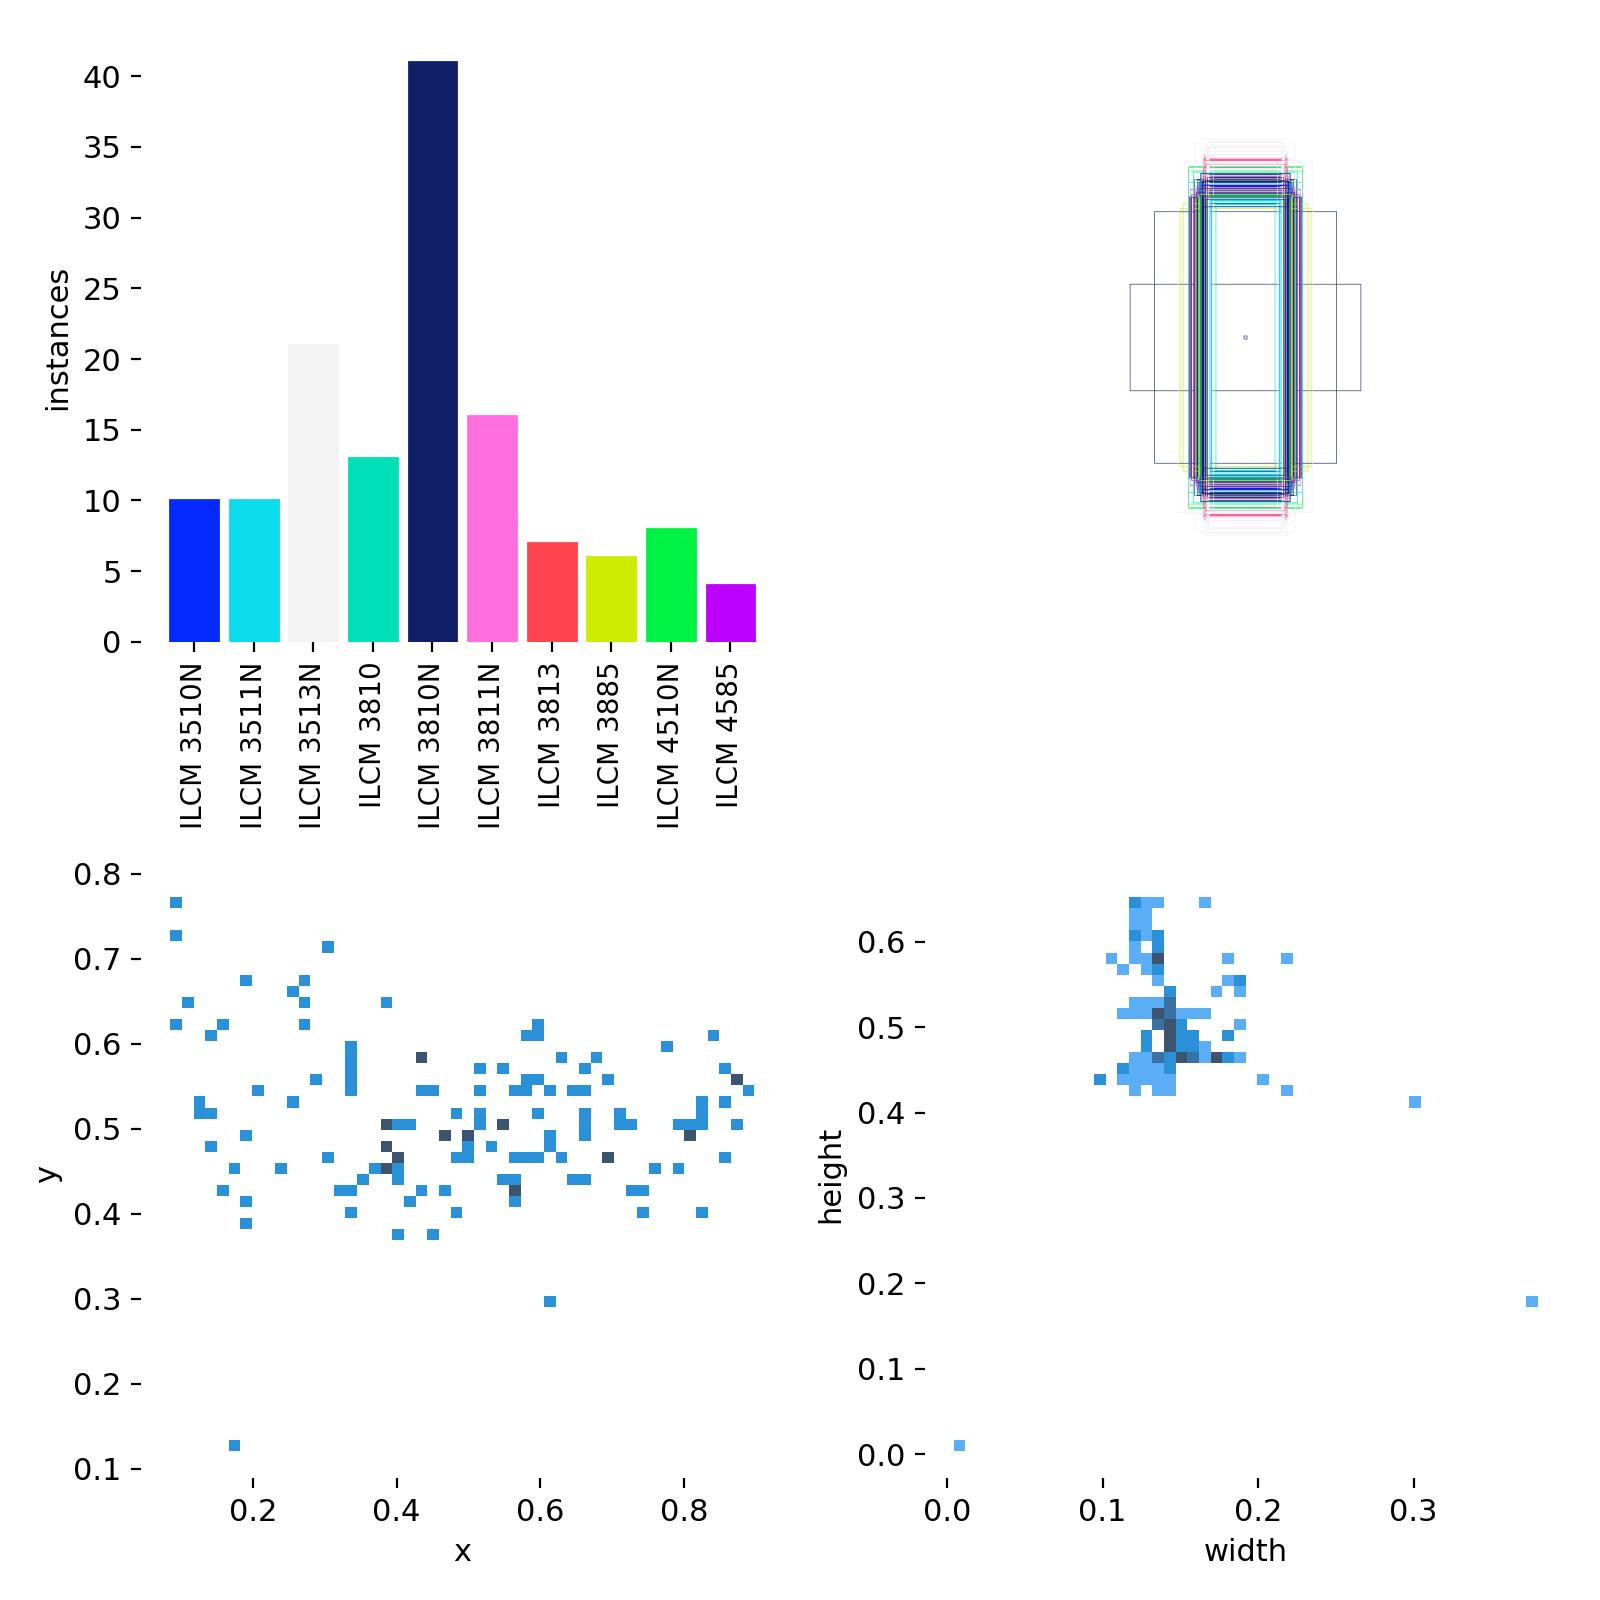 instances
40
35
30
25
20
15
10
5
0
ILCM 3510N
ILCM 3511N
ILCM 3513N
ILCM 3810
ILCM 3810N
ILCM 3811N
ILCM 3813
ILCM 3885
ILCM 4510N
ILCM 4585
y
0.8
0.7
0.6
0.5
0.4
0.3
0.2
0.1
0.2 0.4 0.6 0.8
x
height
0.6
0.5
0.4
0.3
0.2
0.1
0.0
0.0 0.1 0.2 0.3
width